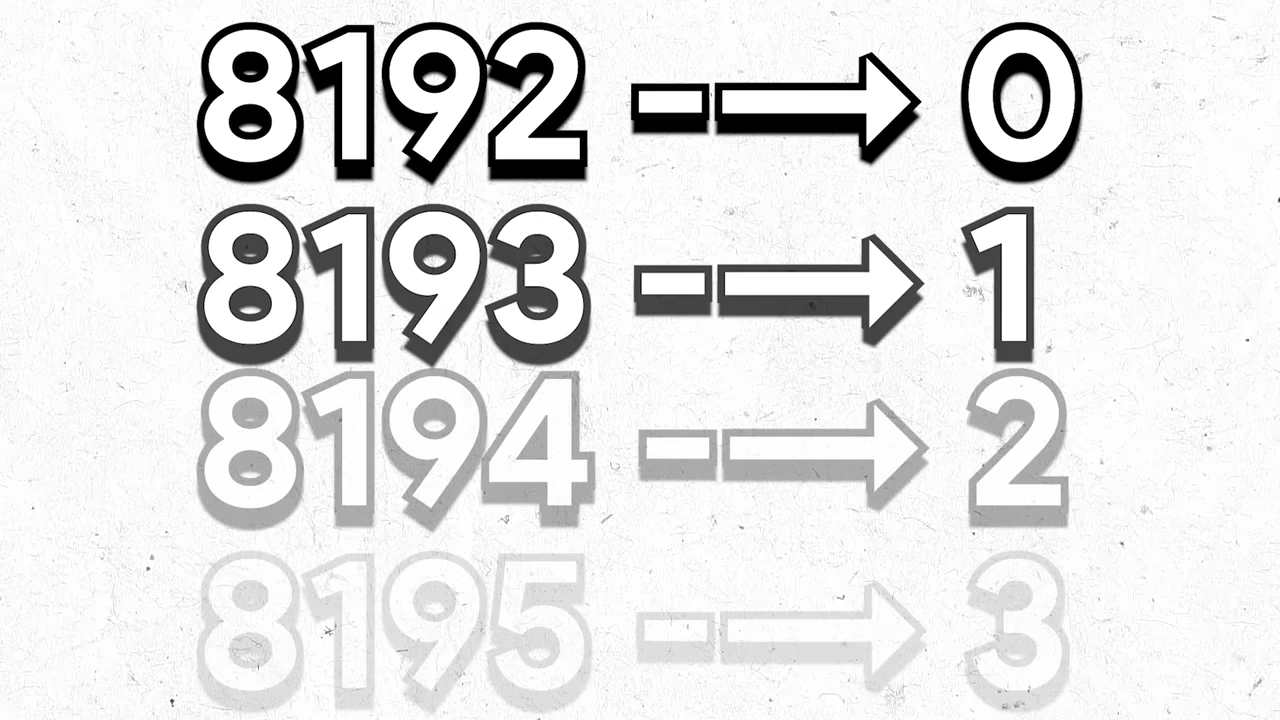 8192 -→ 0
8193 -→ 1
8194 -→ 2
8195 -→ 3